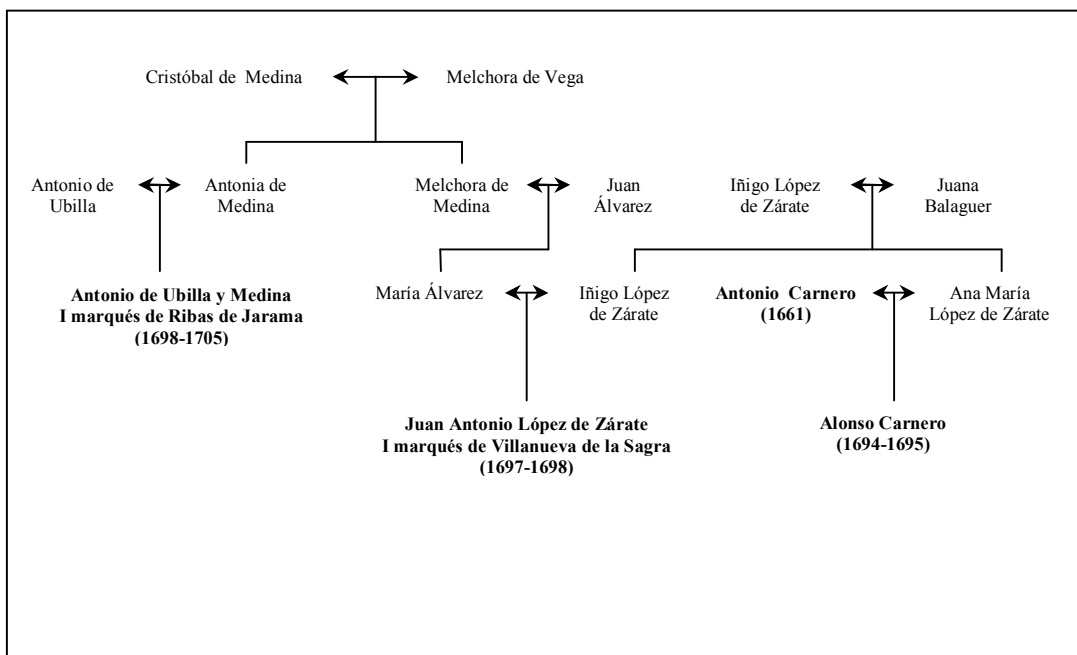 Cristóbal de Medina
Melchora de Vega
Antonio de
Ubilla
Antonia de
Medina
Melchora de
Medina
Juan
Álvarez
Iñigo López
de Zárate
Juana
Balaguer
Antonio de Ubilla y Medina
I marqués de Ribas de Jarama
(1698-1705)
María Álvarez
Iñigo López
de Zárate
Antonio Carnero
(1661)
Ana María
López de Zárate
Juan Antonio López de Zárate
I marqués de Villanueva de la Sagra
(1697-1698)
Alonso Carnero
(1694-1695)